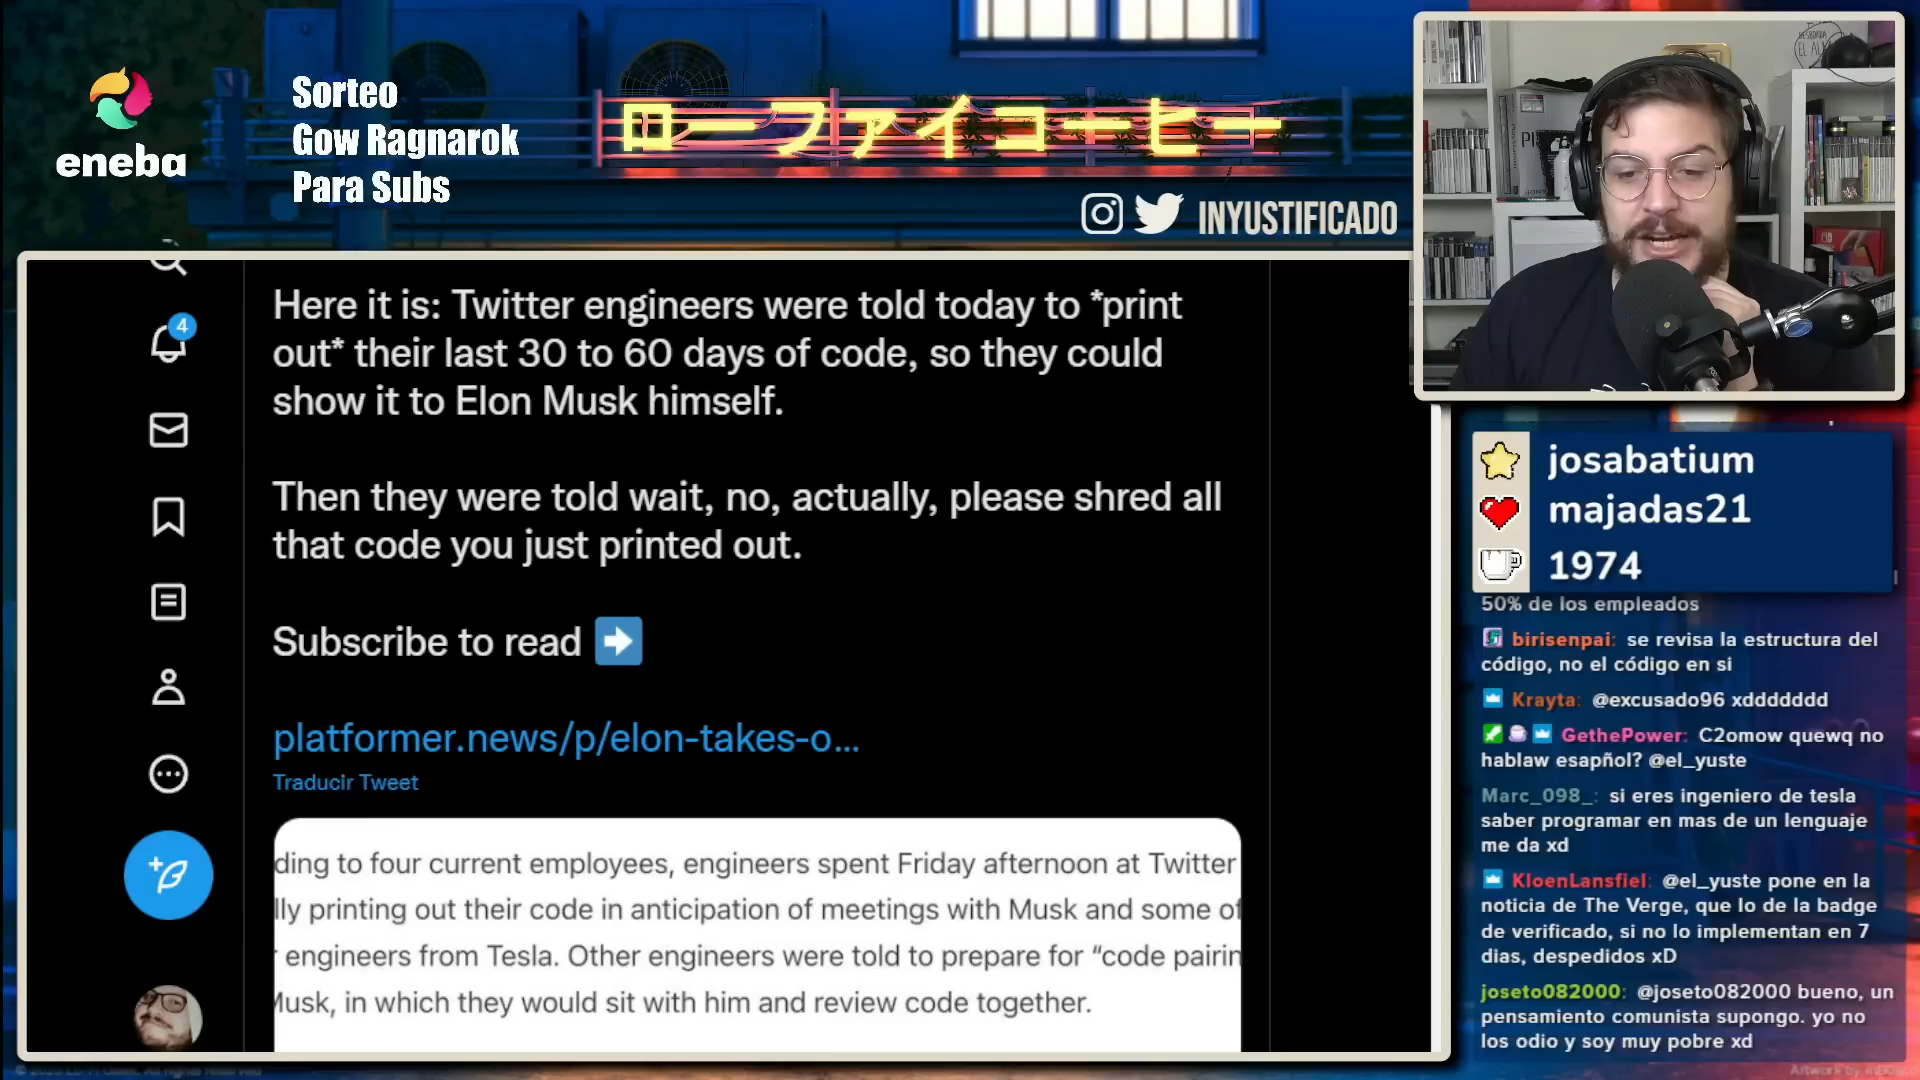 eneba
Sorteo
Gow Ragnarok
Para Subs
ローファイコーヒー
INYUSTIFICADO
4
Here it is: Twitter engineers were told today to *print
out* their last 30 to 60 days of code, so they could
show it to Elon Musk himself.
Then they were told wait, no, actually, please shred all
that code you just printed out.
Subscribe to read ➡
platformer.news/p/elon-takes-o...
Traducir Tweet
ding to four current employees, engineers spent Friday afternoon at Twitter
lly printing out their code in anticipation of meetings with Musk and some of
engineers from Tesla. Other engineers were told to prepare for “code pairin
Musk, in which they would sit with him and review code together.
josabatium
majadas21
1974
50% de los empleados
birisenpai: se revisa la estructura del
código, no el código en si
Krayta: @excusado96 xddddddd
GethePower: C2omow quewq no
hablaw esapñol? @el_yuste
Marc_098_: si eres ingeniero de tesla
saber programar en mas de un lenguaje
me da xd
KloenLansfiel: @el_yuste pone en la
noticia de The Verge, que lo de la badge
de verificado, si no lo implementan en 7
dias, despedidos xD
joseto082000: @joseto082000 bueno, un
pensamiento comunista supongo. yo no
los odio y soy muy pobre xd